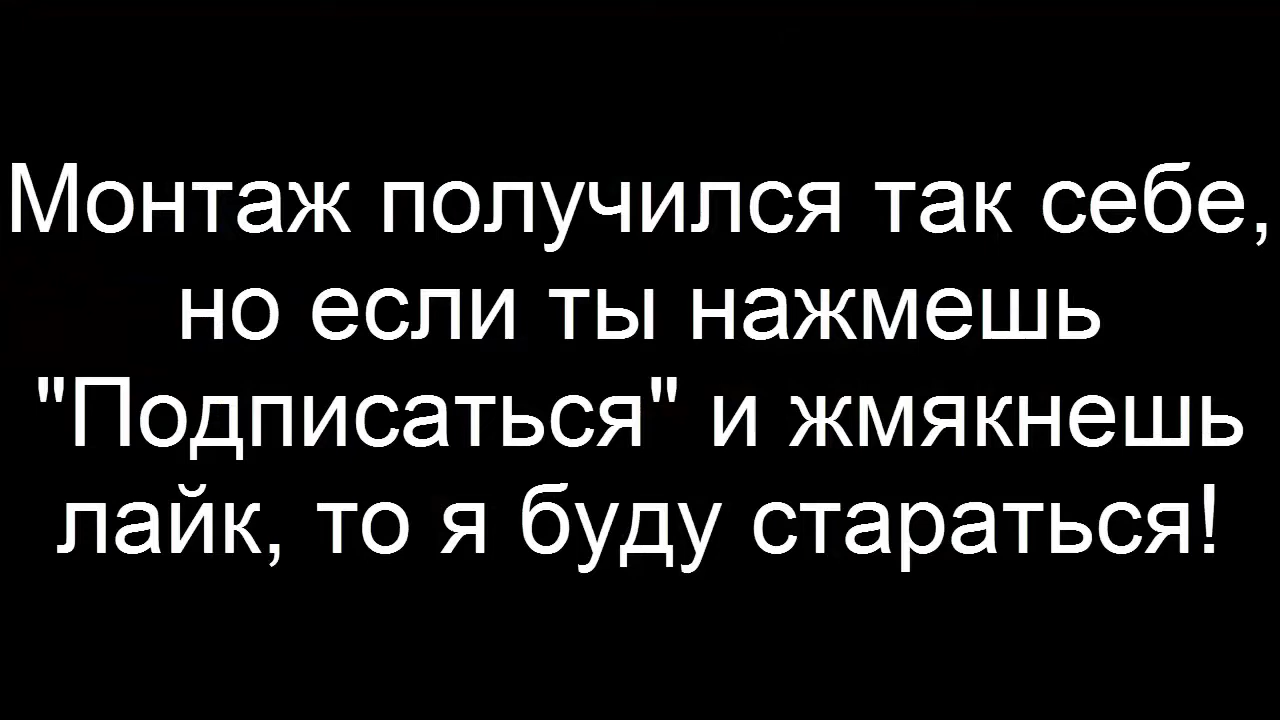 Монтаж получился так себе,
но если ты нажмешь
"Подписаться" и жмякнешь
лайк, то я буду стараться!